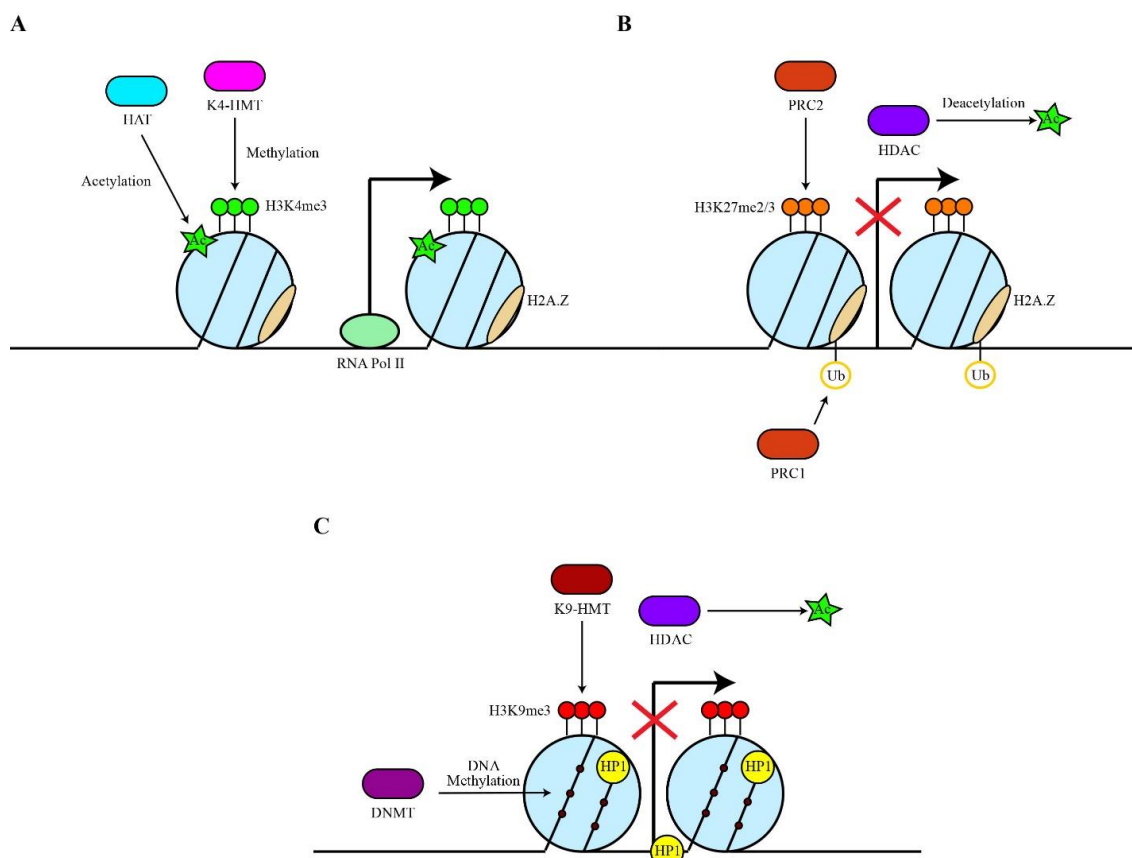 A
HAT
K4-HMT
Acetylation
Methylation
H3K4me3
Ac
Ac
H2A.Z
RNA Pol II
B
PRC2
HDAC
Deacetylation
Ac
H3K27me2/3
H2A.Z
Ub
Ub
PRC1
C
K9-HMT
HDAC
Ac
H3K9me3
HP1
HP1
DNA
Methylation
DNMT
HP1